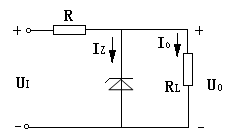 R
+ +
IZ Io
UI RL Uo
− −